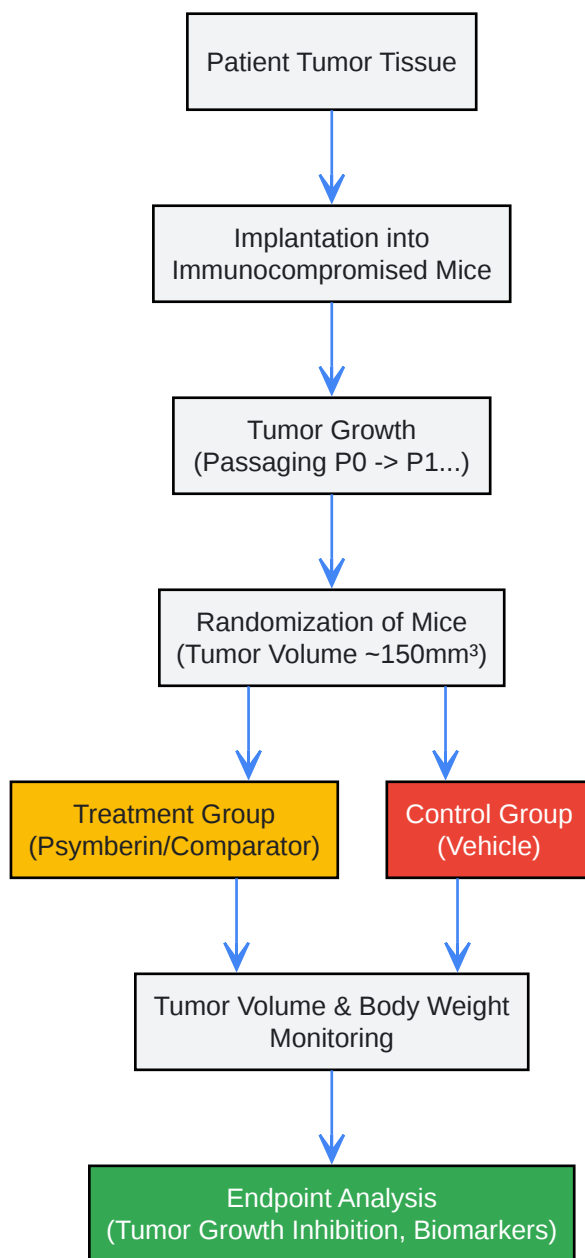 Patient Tumor Tissue
Implantation into
Immunocompromised Mice
Tumor Growth
(Passaging P0 -> P1...)
Randomization of Mice
(Tumor Volume ~150mm³)
Treatment Group
(Psymberin/Comparator)
Control Group
(Vehicle)
Tumor Volume & Body Weight
Monitoring
Endpoint Analysis
(Tumor Growth Inhibition, Biomarkers)